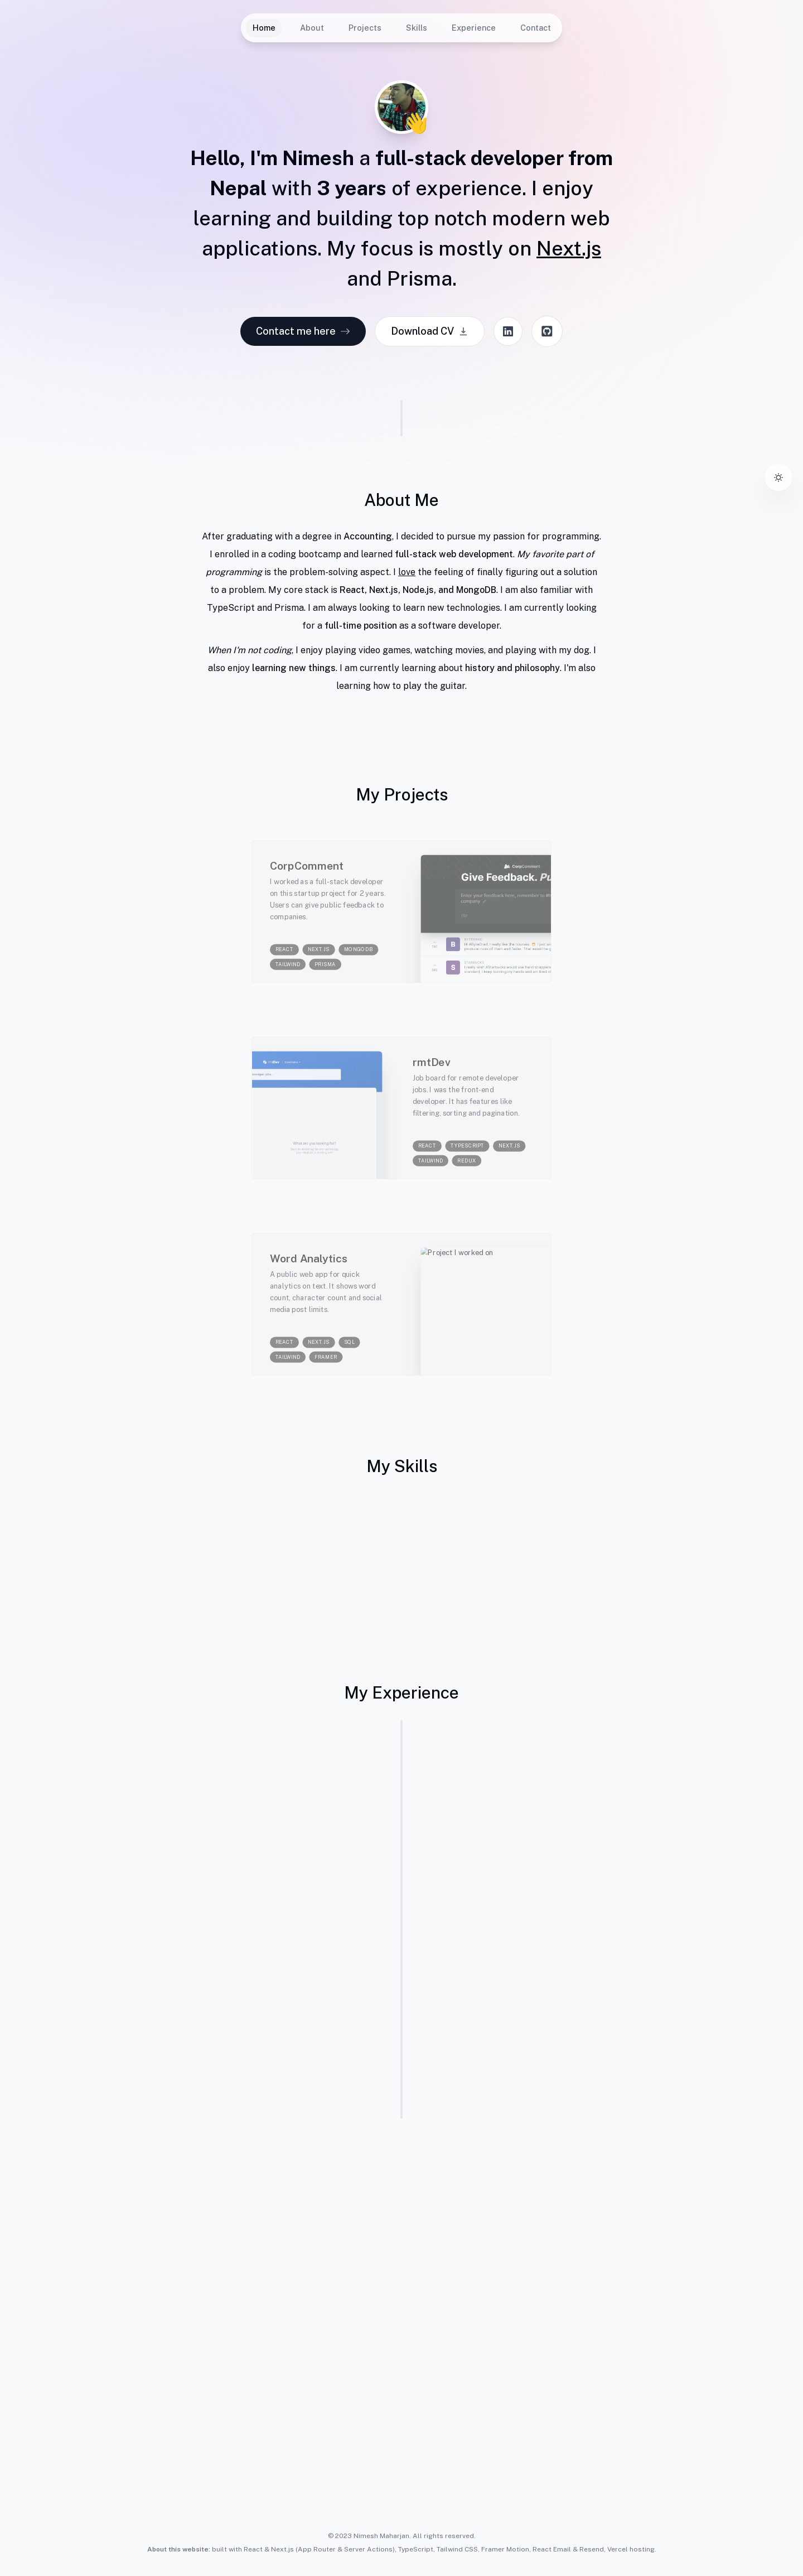 Home About Projects Skills Experience Contact
Hello, I'm Nimesh a full-stack developer from
Nepal with 3 years of experience. I enjoy
learning and building top notch modern web
applications. My focus is mostly on Next.js
and Prisma.
Contact me here Download CV
About Me
After graduating with a degree in Accounting, I decided to pursue my passion for programming.
I enrolled in a coding bootcamp and learned full-stack web development. My favorite part of
programming is the problem-solving aspect. I love the feeling of finally figuring out a solution
to a problem. My core stack is React, Next.js, Node.js, and MongoDB. I am also familiar with
TypeScript and Prisma. I am always looking to learn new technologies. I am currently looking
for a full-time position as a software developer.
When I'm not coding, I enjoy playing video games, watching movies, and playing with my dog. I
also enjoy learning new things. I am currently learning about history and philosophy. I'm also
learning how to play the guitar.
My Projects
CorpComment
I worked as a full-stack developer
on this startup project for 2 years.
Users can give public feedback to
companies.
REACT NEXT.JS MONGODB
TAILWIND PRISMA
Give Feedback. Pu
B
S
rmtDev
Job board for remote developer
jobs. I was the front-end
developer. It has features like
filtering, sorting and pagination.
REACT TYPESCRIPT NEXT.JS
TAILWIND REDUX
Word Analytics
A public web app for quick
analytics on text. It shows word
count, character count and social
media post limits.
REACT NEXT.JS SQL
TAILWIND FRAMER
Project I worked on
My Skills
My Experience
© 2023 Nimesh Maharjan. All rights reserved.
About this website: built with React & Next.js (App Router & Server Actions), TypeScript, Tailwind CSS, Framer Motion, React Email & Resend, Vercel hosting.